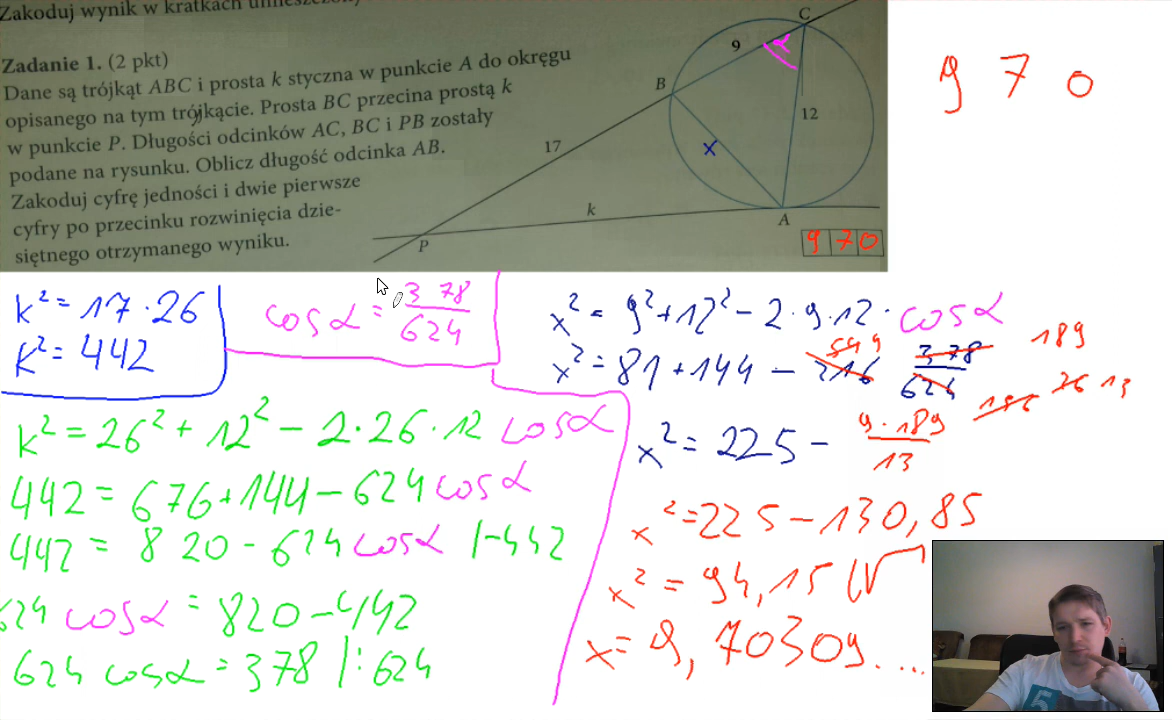 Zakoduj wynik w kratkach
Zadanie 1. (2 pkt)
Dane są trójkąt ABC i prosta k styczna w punkcie A do okręgu
opisanego na tym trójkącie. Prosta BC przecina prostą k
w punkcie P. Długości odcinków AC, BC i PB zostały
podane na rysunku. Oblicz długość odcinka AB.
Zakoduj cyfrę jedności i dwie pierwsze
cyfry po przecinku rozwinięcia dzie-
siętnego otrzymanego wyniku.
C
9
α
B
12
17
x
k
P
A
9 7 0
9 7 0
k² = 17 · 26
k² = 442
cos α = 378/624
k² = 26² + 12² − 2 · 26 · 12 cos α
442 = 676 + 144 − 624 cos α
442 = 820 − 624 cos α /−442
624 cos α = 820 − 442
624 cos α = 378 /: 624
x² = 9² + 12² − 2 · 9 · 12 · cos α
x² = 81 + 144 − 216 378/624 189
26 13
x² = 225 − 9 · 189/13
x² = 225 − 130,85
x² = 94,15 /√
x = 9,70309....
5